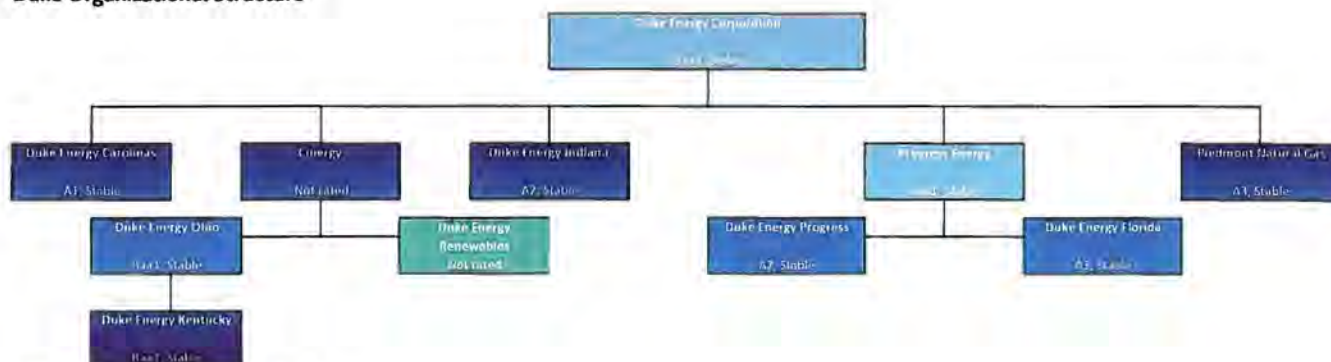 Duke Organizational Structure
Duke Energy Corporation
Stable
Duke Energy Carolinas
A1, Stable
Cinergy
Not rated
Duke Energy Indiana
A2, Stable
Progress Energy
Stable
Piedmont Natural Gas
A3, Stable
Duke Energy Ohio
Baa1, Stable
Duke Energy
Renewables
Not rated
Duke Energy Progress
A2, Stable
Duke Energy Florida
A3, Stable
Duke Energy Kentucky
Baa1, Stable